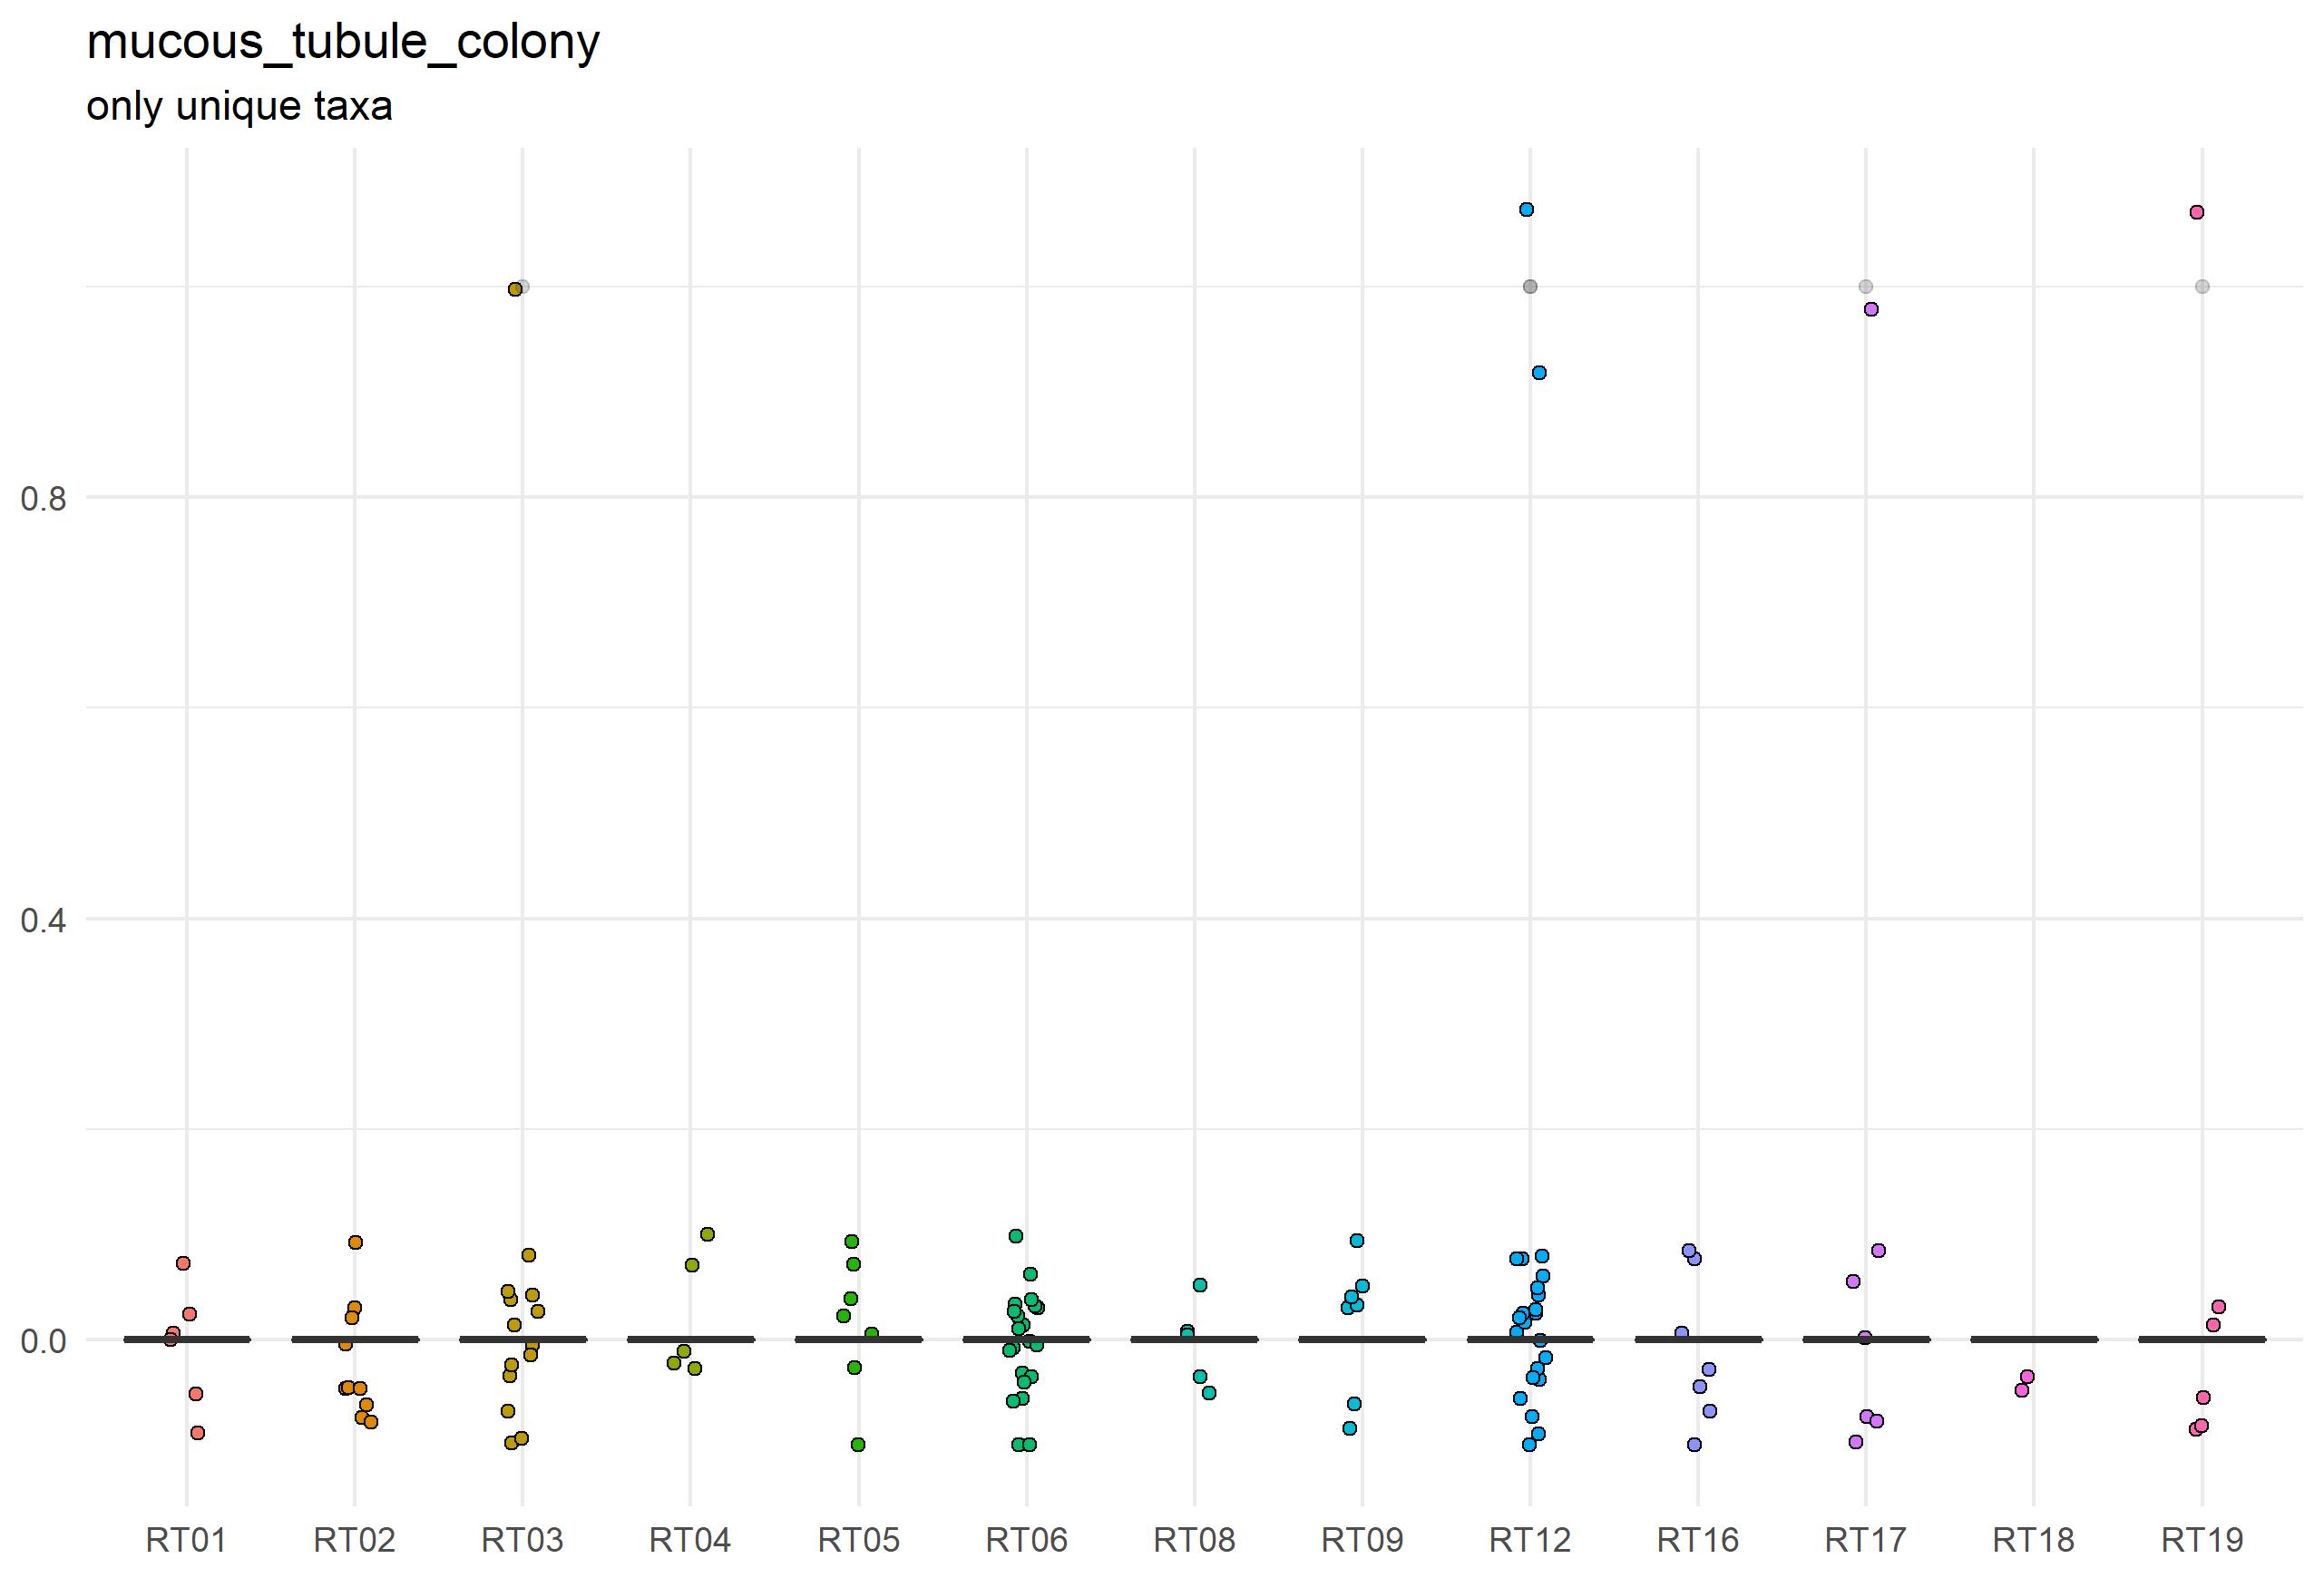 mucous_tubule_colony
only unique taxa
0.8
0.4
0.0
RT01 RT02 RT03 RT04 RT05 RT06 RT08 RT09 RT12 RT16 RT17 RT18 RT19